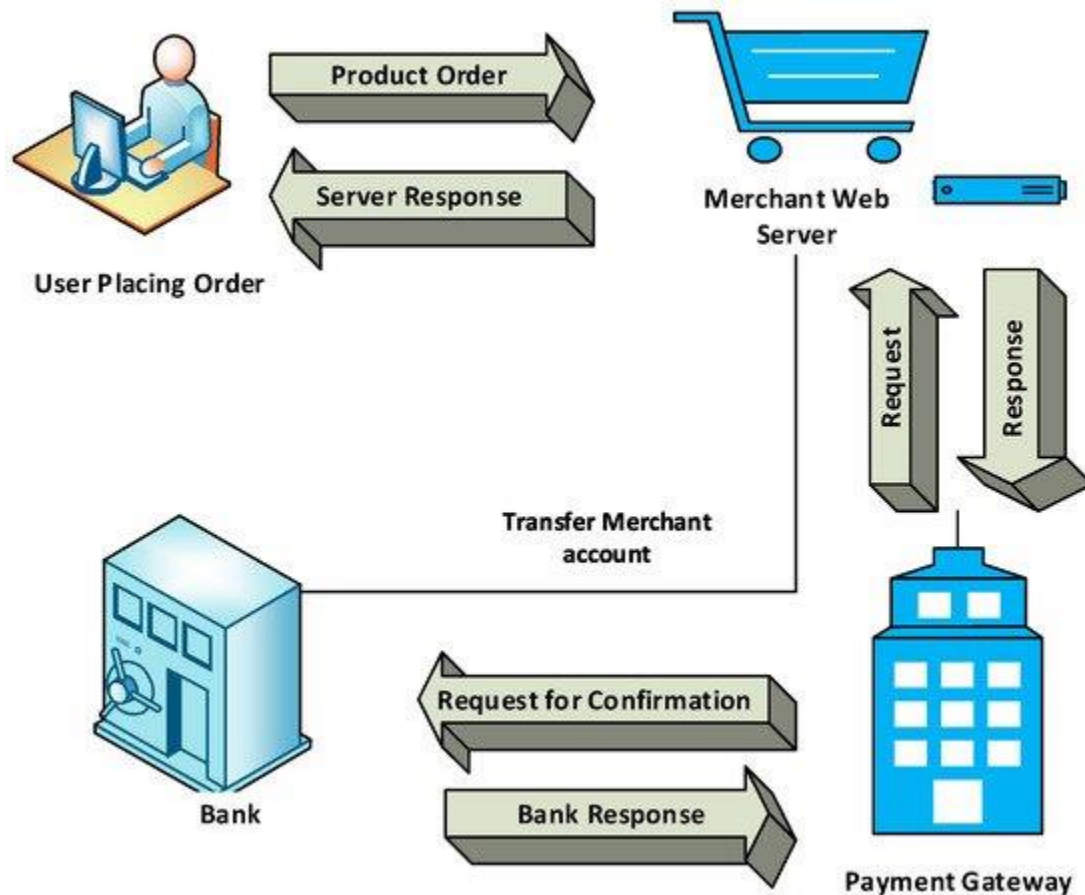 Product Order
Server Response
User Placing Order
Merchant Web
Server
Request
Response
Transfer Merchant
account
Request for Confirmation
Bank
Bank Response
Payment Gateway